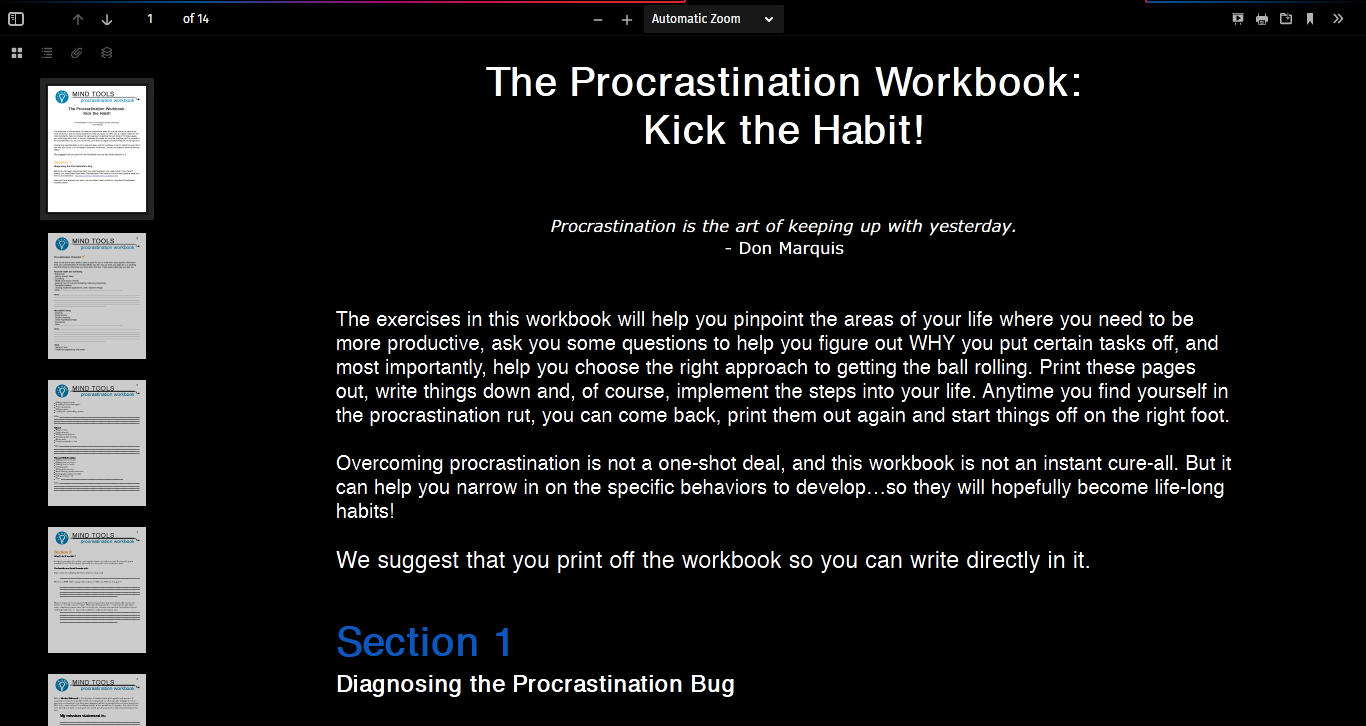 1 of 14
Automatic Zoom
MIND TOOLS
procrastination workbook
The Procrastination Workbook:
Kick the Habit!
MIND TOOLS
procrastination workbook
MIND TOOLS
procrastination workbook
MIND TOOLS
procrastination workbook
MIND TOOLS
procrastination workbook
My mission statement is:
The Procrastination Workbook:
Kick the Habit!
Procrastination is the art of keeping up with yesterday.
- Don Marquis
The exercises in this workbook will help you pinpoint the areas of your life where you need to be
more productive, ask you some questions to help you figure out WHY you put certain tasks off, and
most importantly, help you choose the right approach to getting the ball rolling. Print these pages
out, write things down and, of course, implement the steps into your life. Anytime you find yourself in
the procrastination rut, you can come back, print them out again and start things off on the right foot.
Overcoming procrastination is not a one-shot deal, and this workbook is not an instant cure-all. But it
can help you narrow in on the specific behaviors to develop…so they will hopefully become life-long
habits!
We suggest that you print off the workbook so you can write directly in it.
Section 1
Diagnosing the Procrastination Bug